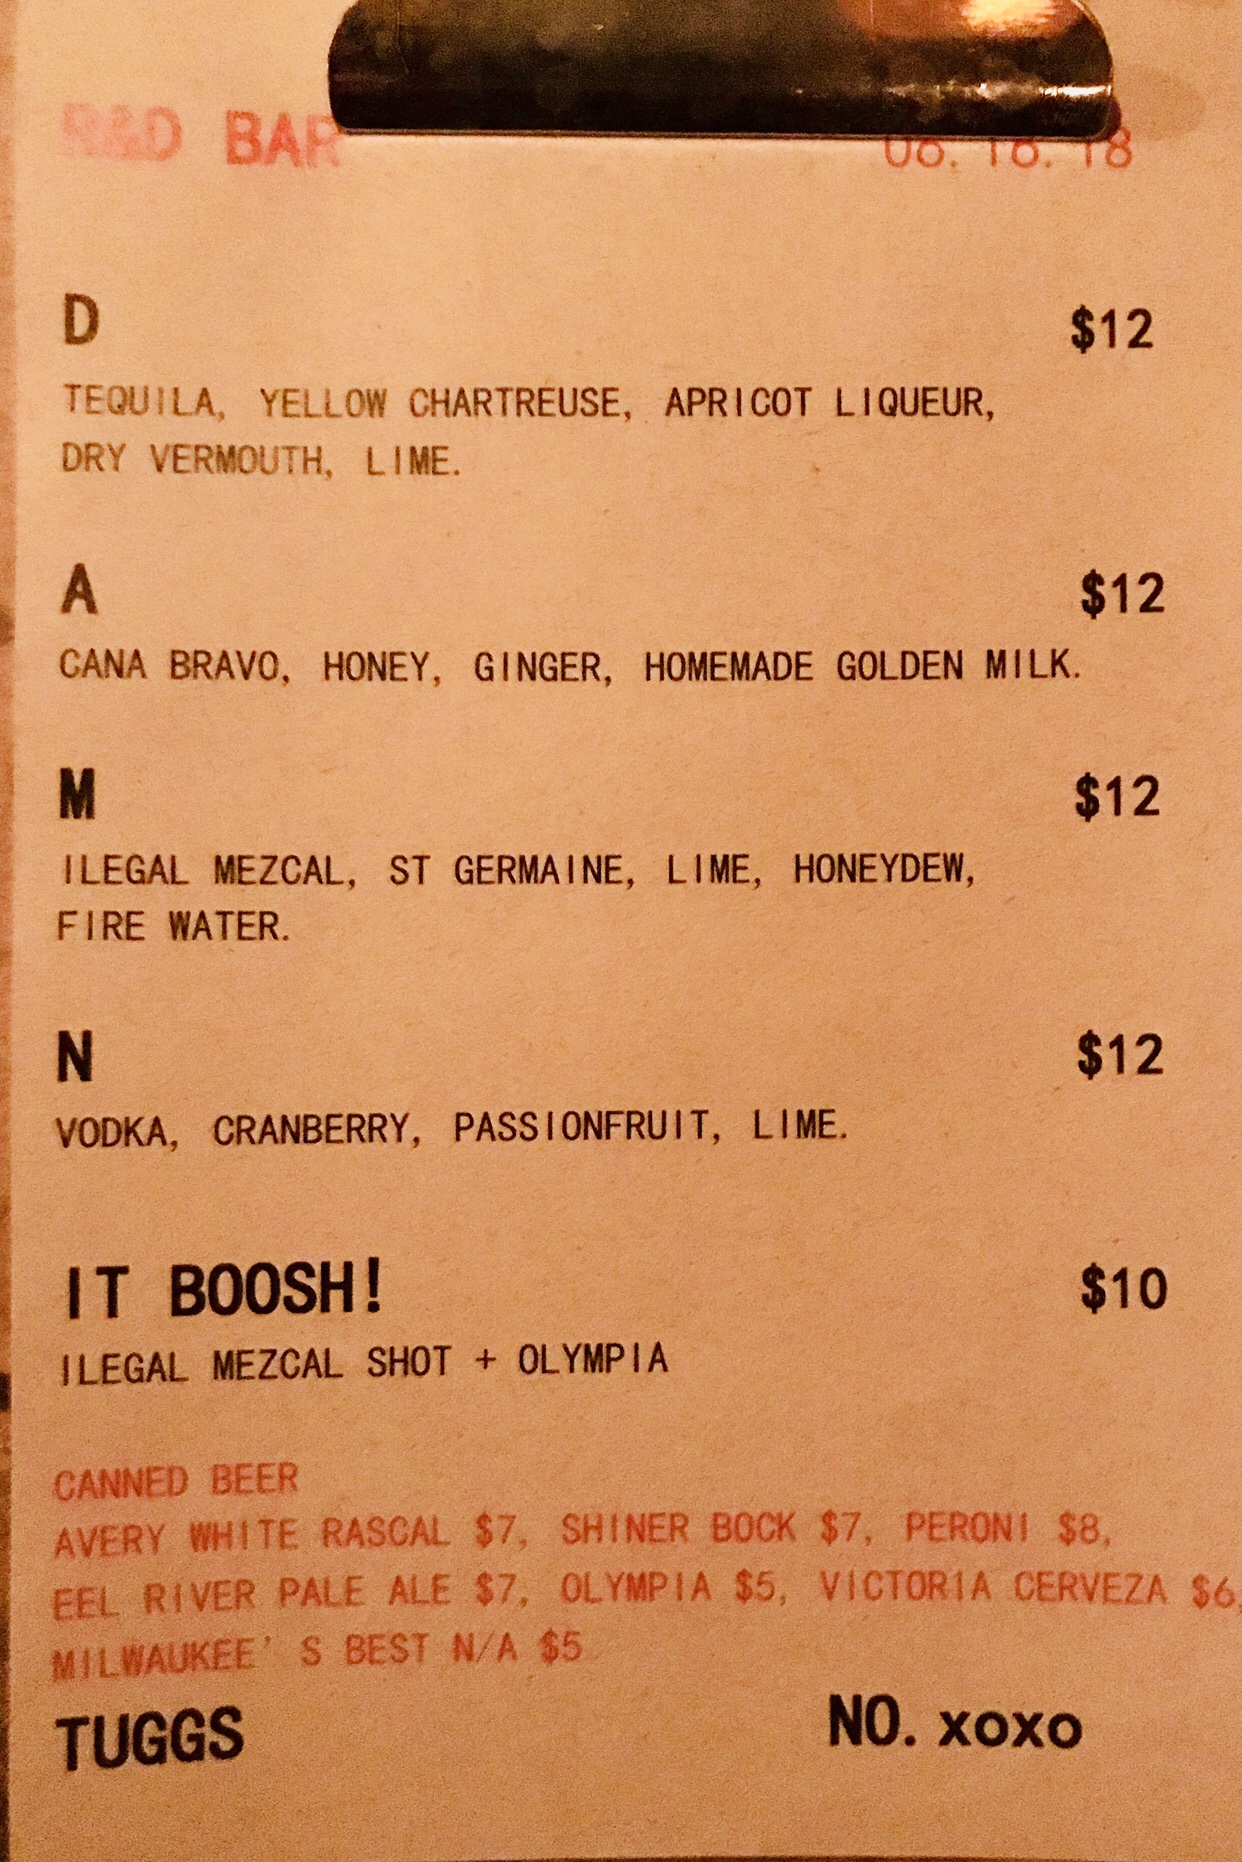 R&D BAR 06. 16. 18
D $12
TEQUILA, YELLOW CHARTREUSE, APRICOT LIQUEUR,
DRY VERMOUTH, LIME.
A $12
CANA BRAVO, HONEY, GINGER, HOMEMADE GOLDEN MILK.
M $12
ILEGAL MEZCAL, ST GERMAINE, LIME, HONEYDEW,
FIRE WATER.
N $12
VODKA, CRANBERRY, PASSIONFRUIT, LIME.
IT BOOSH! $10
ILEGAL MEZCAL SHOT + OLYMPIA
CANNED BEER
AVERY WHITE RASCAL $7, SHINER BOCK $7, PERONI $8,
EEL RIVER PALE ALE $7, OLYMPIA $5, VICTORIA CERVEZA $6,
MILWAUKEE' S BEST N/A $5
TUGGS NO. xoxo